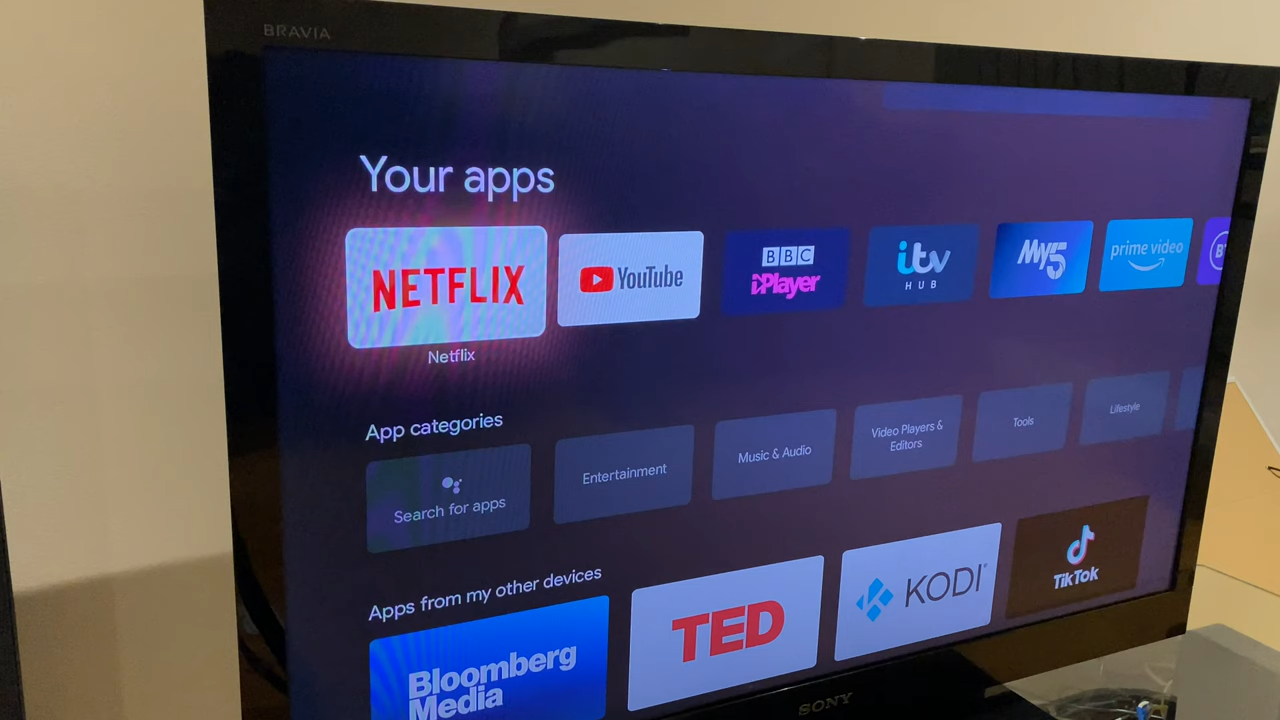 BRAVIA
Your apps
NETFLIX
YouTube
BBC
iPlayer
itv
HUB
My5
prime video
Netflix
App categories
Search for apps
Entertainment
Music & Audio
Video Players &
Editors
Tools
Lifestyle
Apps from my other devices
Bloomberg
Media
TED
KODI
TikTok
SONY